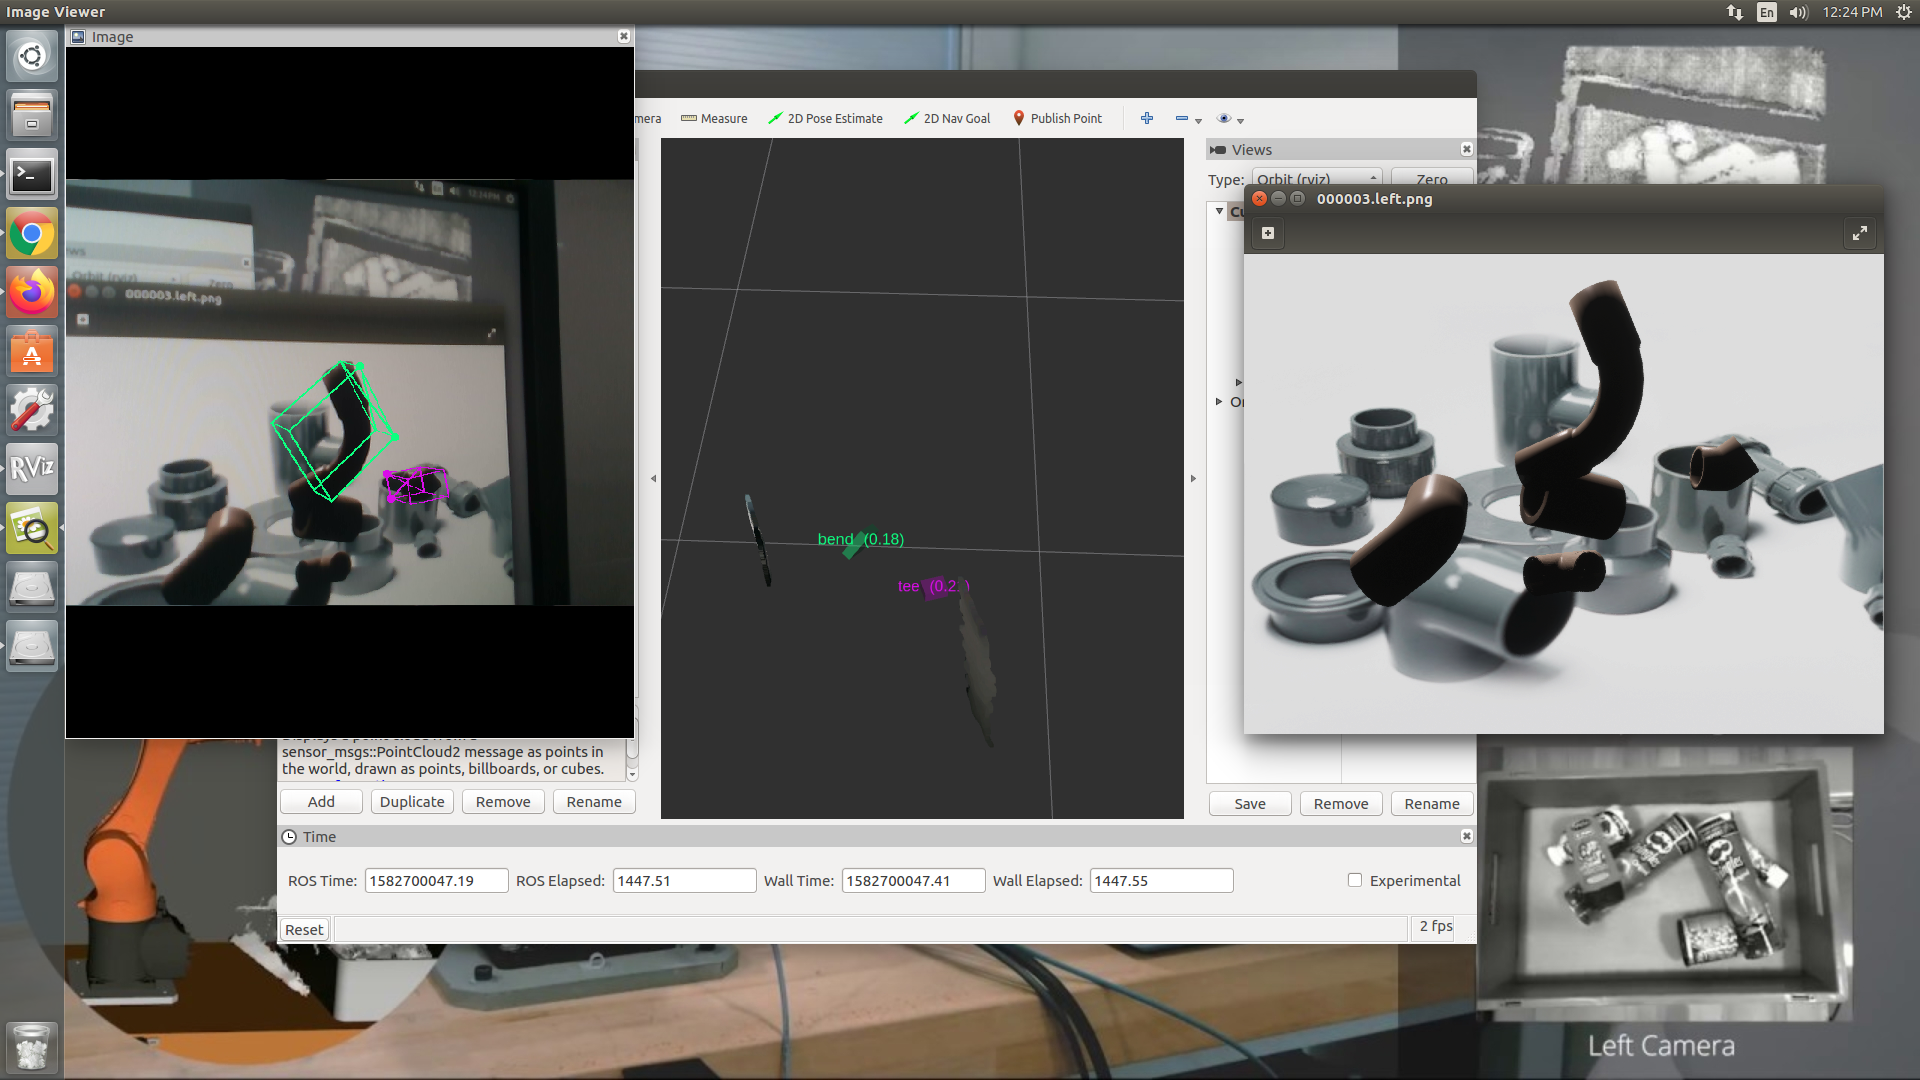 Image Viewer
En
12:24 PM
Image
mera
Measure
2D Pose Estimate
2D Nav Goal
Publish Point
Views
Type:
Orbit (rviz)
Zero
000003.left.png
Orbit (rviz)
Zero
000003.left.png
RViz
bend (0.18)
tee (0.2
sensor_msgs::PointCloud2 message as points in
the world, drawn as points, billboards, or cubes.
Add
Duplicate
Remove
Rename
Save
Remove
Rename
Time
ROS Time:
1582700047.19
ROS Elapsed:
1447.51
Wall Time:
1582700047.41
Wall Elapsed:
1447.55
Experimental
Reset
2 fps
Left Camera